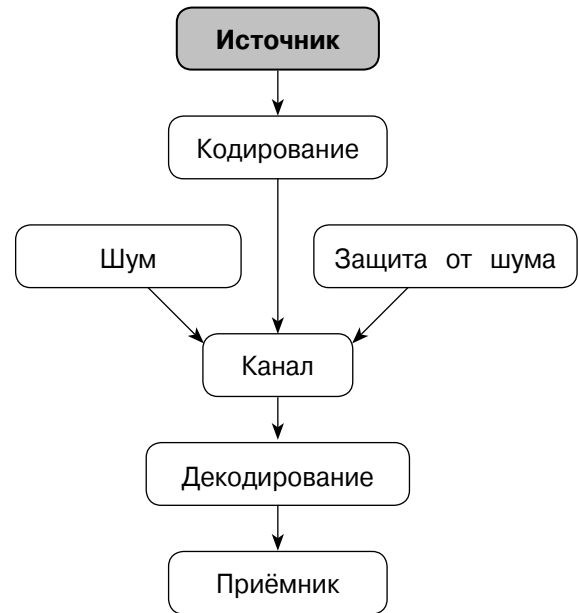 Источник
Кодирование
Шум
Защита от шума
Канал
Декодирование
Приёмник